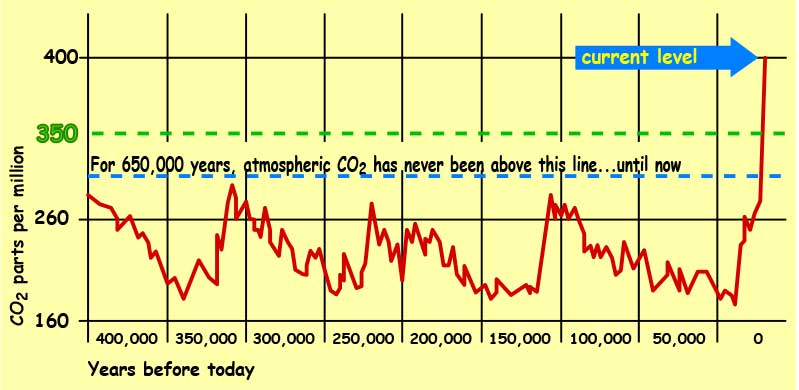 400
current level
350
For 650,000 years, atmospheric CO2 has never been above this line...until now
260
CO2 parts per million
160
400,000 350,000 300,000 250,000 200,000 150,000 100,000 50,000 0
Years before today